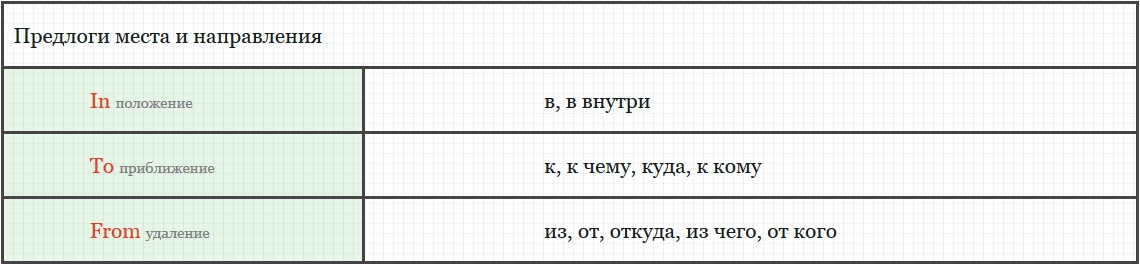 Предлоги места и направления
In положение в, в внутри
To приближение к, к чему, куда, к кому
From удаление из, от, откуда, из чего, от кого